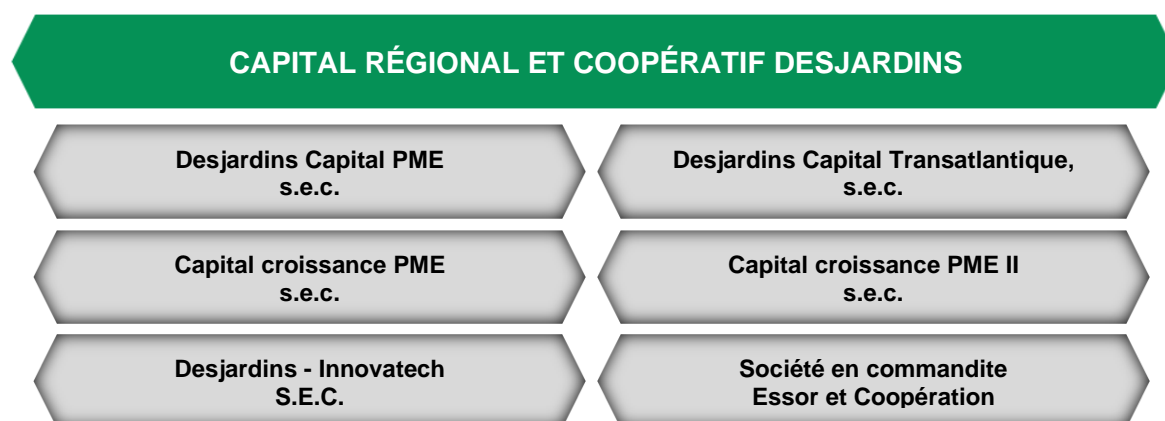 CAPITAL RÉGIONAL ET COOPÉRATIF DESJARDINS
Desjardins Capital PME
s.e.c.
Desjardins Capital Transatlantique,
s.e.c.
Capital croissance PME
s.e.c.
Capital croissance PME II
s.e.c.
Desjardins - Innovatech
S.E.C.
Société en commandite
Essor et Coopération